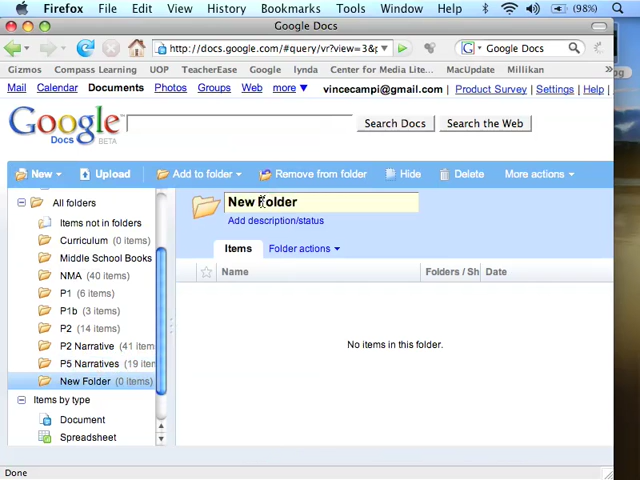 Firefox File Edit View History Bookmarks Tools Window Help (98%)
Google Docs
http://docs.google.com/#query/vr?view=3&p
Google Docs
Gizmos Compass Learning UOP TeacherEase Google lynda Center for Media Lite... MacUpdate Millikan
Mail Calendar Documents Photos Groups Web more vincecampi@gmail.com Product Survey Settings Help
Google Docs BETA
Search Docs Search the Web
New Upload Add to folder Remove from folder Hide Delete More actions
All folders
Items not in folders
Curriculum (0 items)
Middle School Books
NMA (40 items)
P1 (6 items)
P1b (3 items)
P2 (14 items)
P2 Narrative (41 item
P5 Narratives (19 iter
New Folder (0 items)
Items by type
Document
Spreadsheet
New Folder
Add description/status
Items Folder actions
Name Folders / Sh Date
No items in this folder.
Done